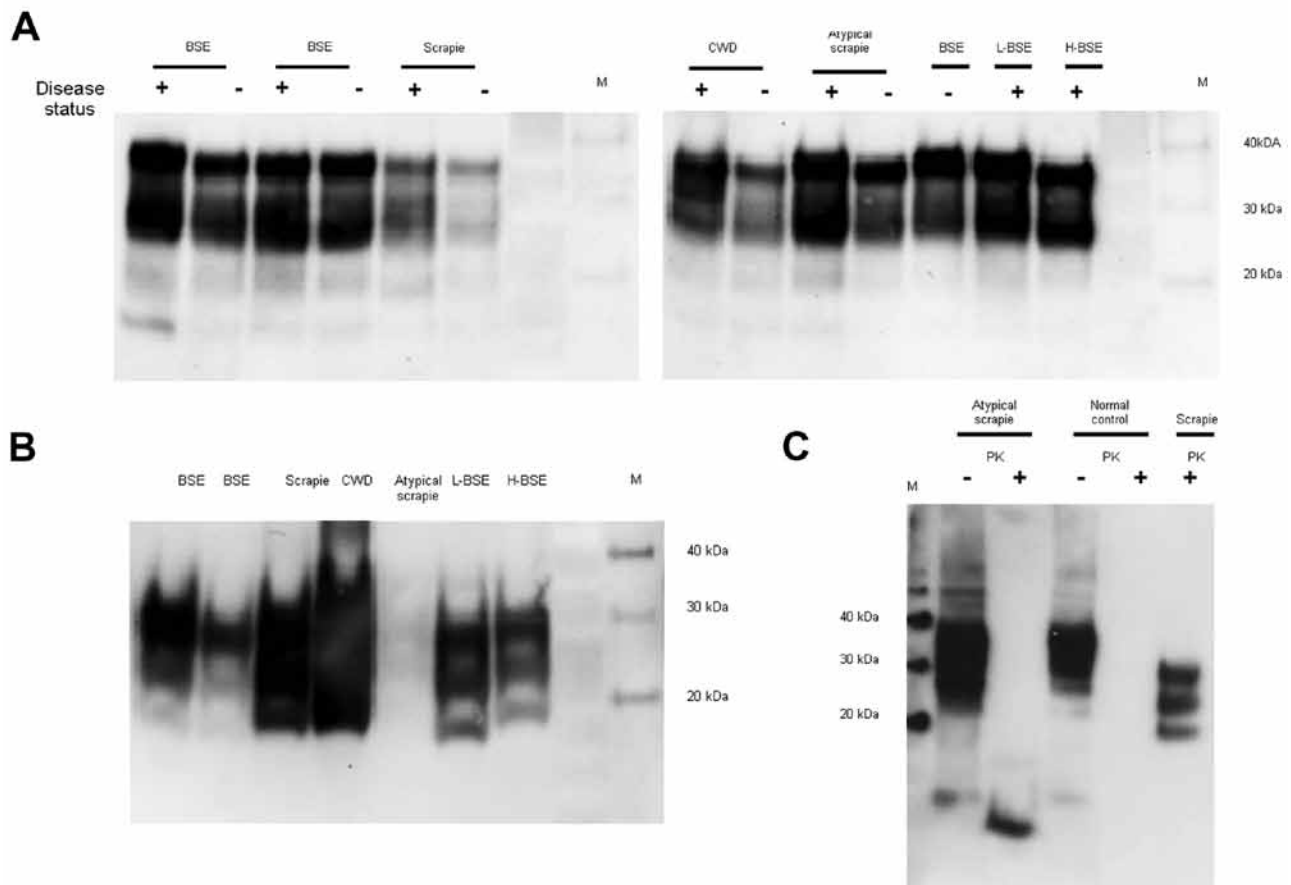 A
BSE BSE Scrapie
Disease status + - + - + - M
CWD Atypical scrapie BSE L-BSE H-BSE
+ - + - - + + M
40kDA
30 kDa
20 kDa
B
BSE BSE Scrapie CWD Atypical scrapie L-BSE H-BSE M
40 kDa
30 kDa
20 kDa
C
Atypical scrapie Normal control Scrapie
PK PK PK
M - + - + +
40 kDa
30 kDa
20 kDa